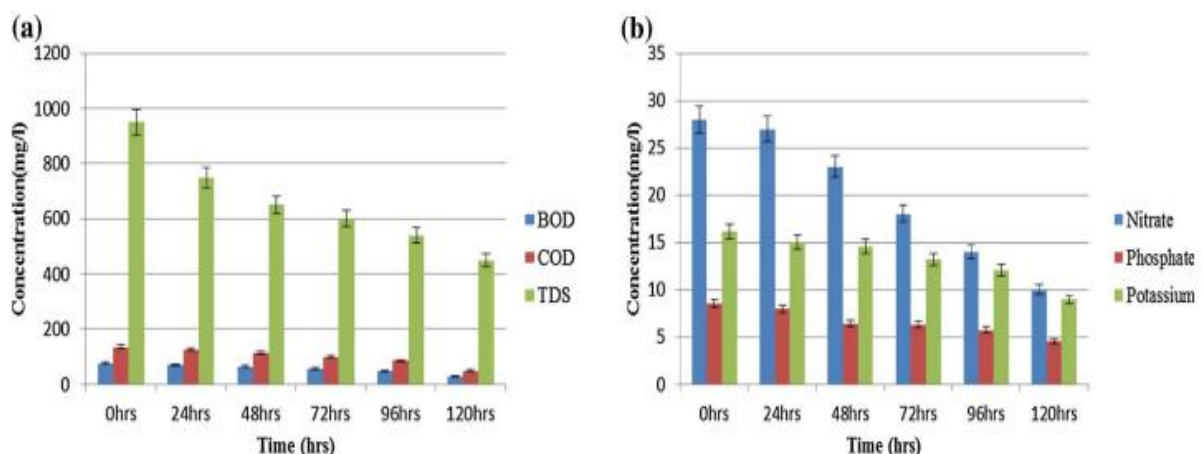 (a)
1200
1000
800
600
400
200
0
Concentration(mg/l)
0hrs 24hrs 48hrs 72hrs 96hrs 120hrs
Time (hrs)
BOD
COD
TDS
(b)
35
30
25
20
15
10
5
0
Concentration(mg/l)
0hrs 24hrs 48hrs 72hrs 96hrs 120hrs
Time (hrs)
Nitrate
Phosphate
Potassium